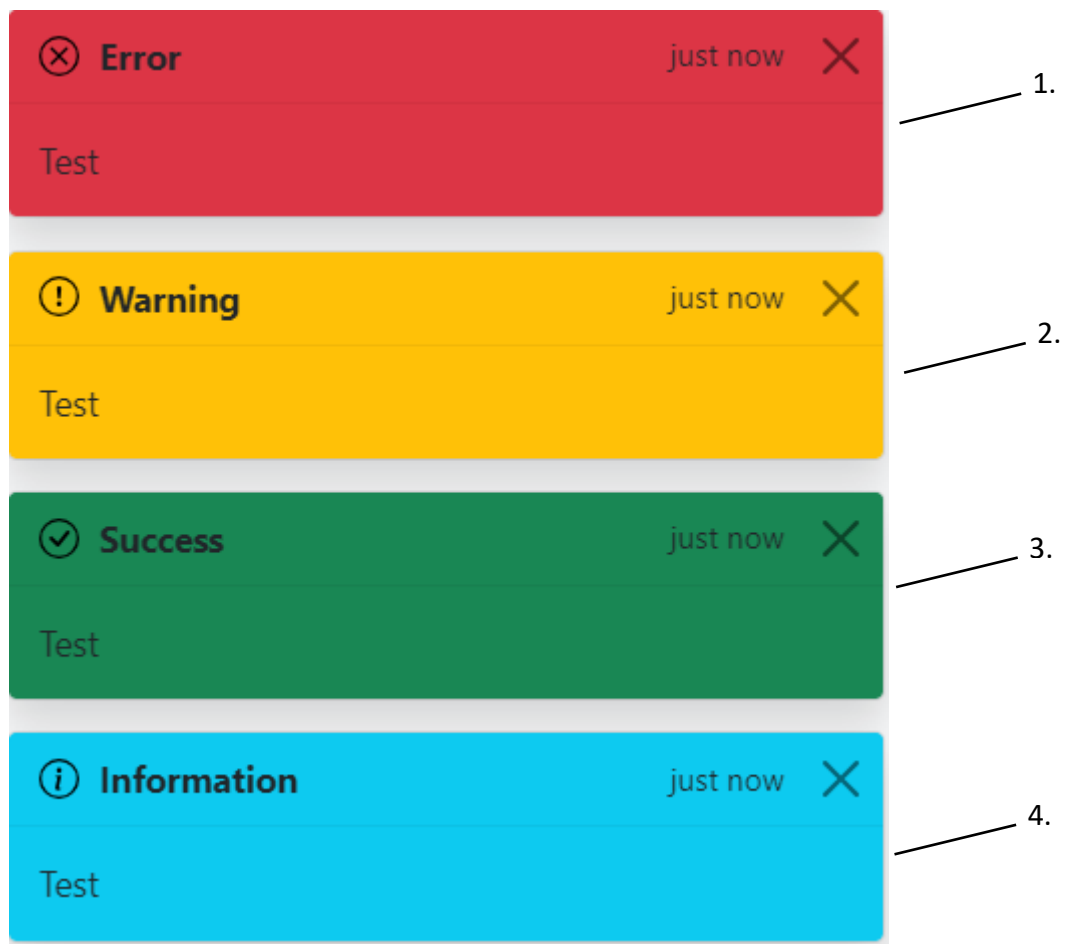 Error just now
1.
Test
Warning just now
2.
Test
Success just now
3.
Test
Information just now
4.
Test